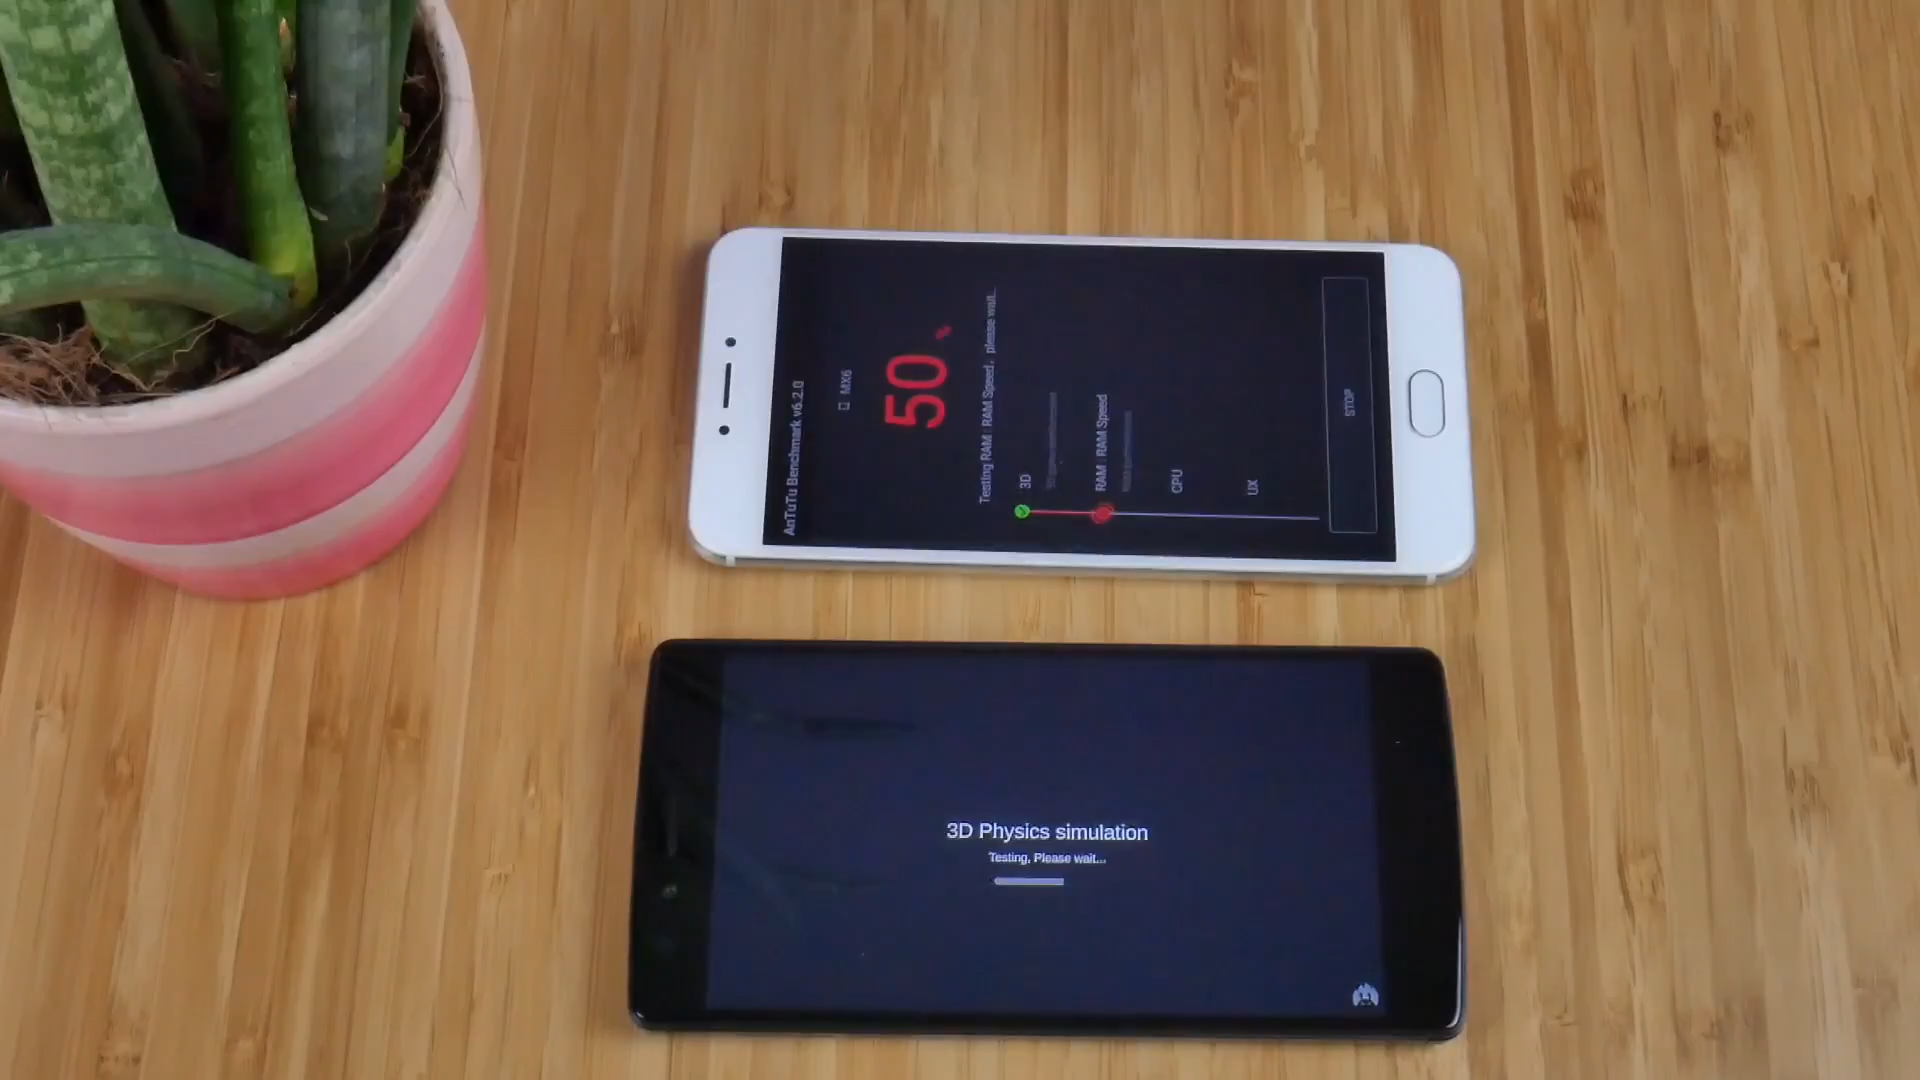 AnTuTu Benchmark v6.2.0
MX6
50 %
Testing RAM : RAM Speed , please wait..
3D
RAM : RAM Speed
CPU
UX
STOP
3D Physics simulation
Testing, Please wait...